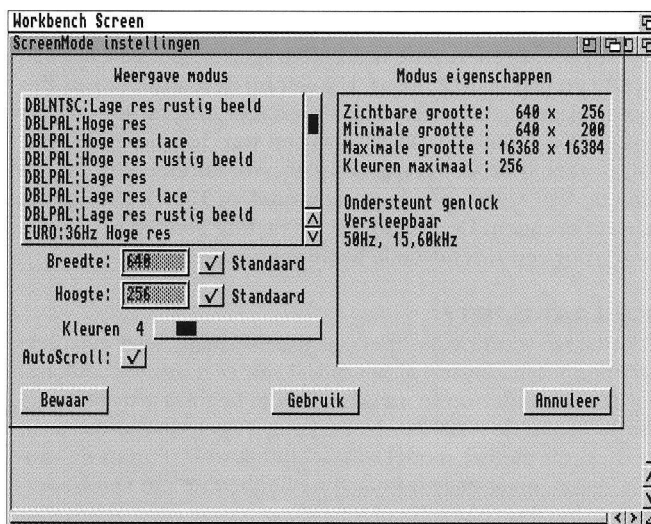 Workbench Screen
ScreenMode instellingen
Weergave modus
DBLNTSC:Lage res rustig beeld
DBLPAL:Hoge res
DBLPAL:Hoge res lace
DBLPAL:Hoge res rustig beeld
DBLPAL:Lage res
DBLPAL:Lage res lace
DBLPAL:Lage res rustig beeld
EURO:36Hz Hoge res
Breedte: 640 √ Standaard
Hoogte: 256 √ Standaard
Kleuren 4
AutoScroll: √
Modus eigenschappen
Zichtbare grootte: 640 x 256
Minimale grootte : 640 x 200
Maximale grootte : 16368 x 16384
Kleuren maximaal : 256
Ondersteunt genlock
Versleepbaar
50Hz, 15,60kHz
Bewaar
Gebruik
Annuleer